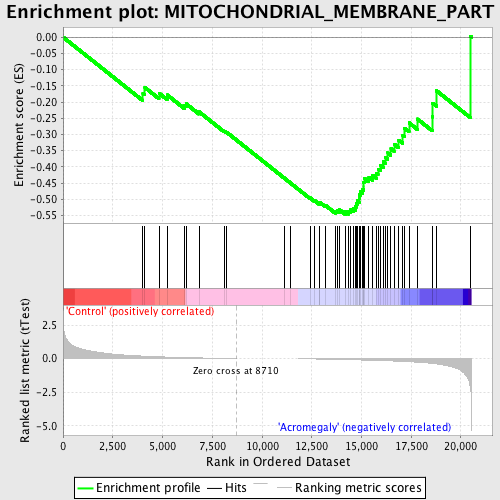 Enrichment plot: MITOCHONDRIAL_MEMBRANE_PART
Enrichment score (ES)
0.00
-0.05
-0.10
-0.15
-0.20
-0.25
-0.30
-0.35
-0.40
-0.45
-0.50
-0.55
'Control' (positively correlated)
Ranked list metric (tTest)
2.5
0.0
-2.5
-5.0
Zero cross at 8710
'Acromegaly' (negatively correlated)
0 2,500 5,000 7,500 10,000 12,500 15,000 17,500 20,000
Rank in Ordered Dataset
Enrichment profile Hits Ranking metric scores